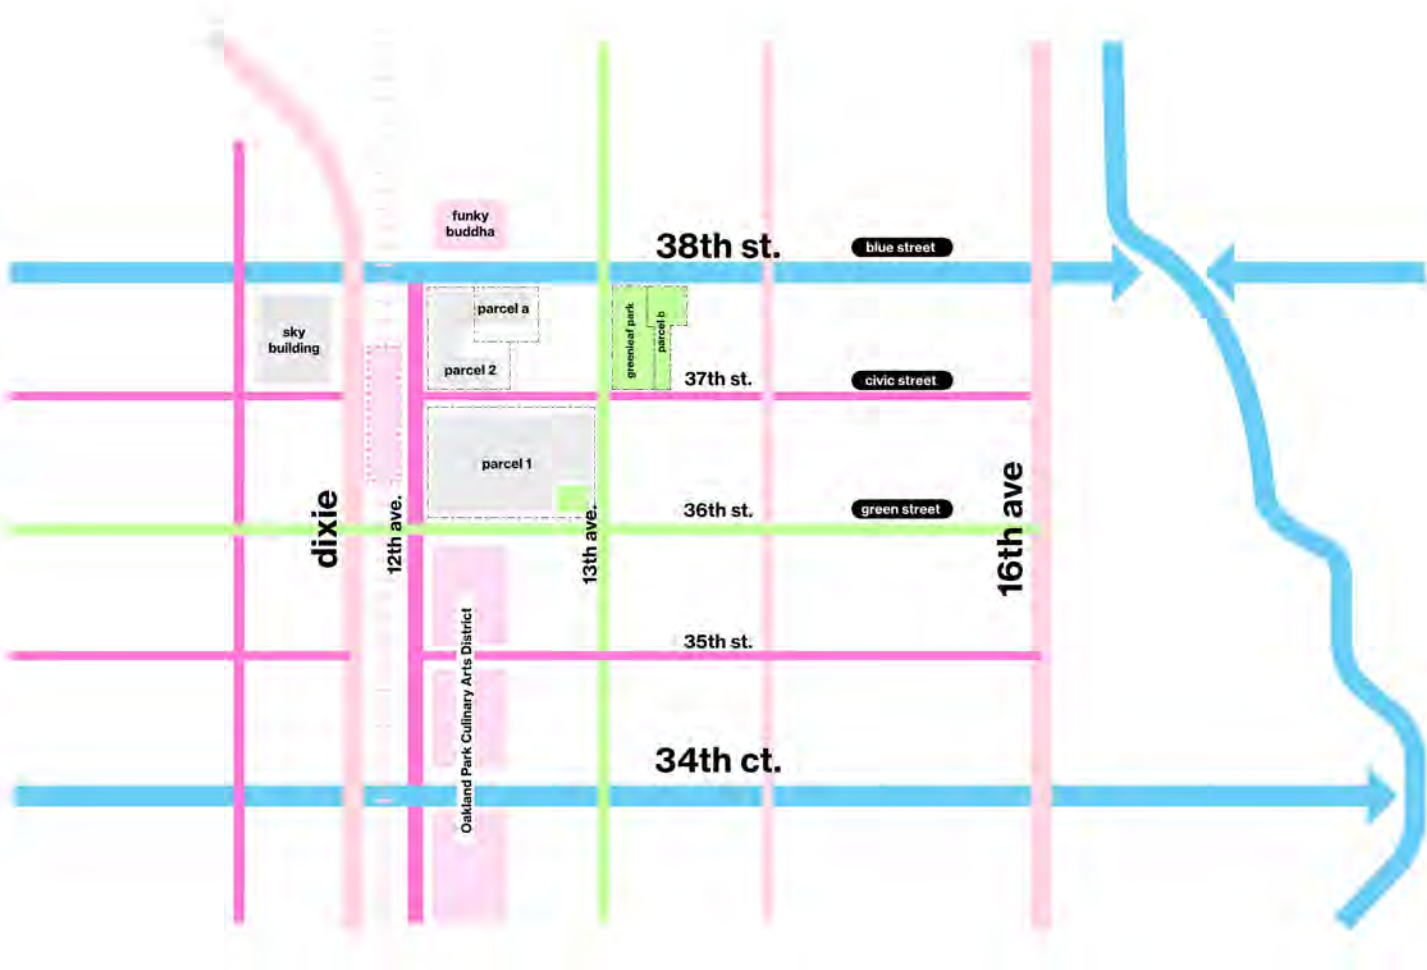 funky
buddha
38th st.
blue street
parcel a
greenleaf park
parcel b
sky
building
parcel 2
37th st.
civic street
parcel 1
dixie
12th ave.
13th ave.
36th st.
green street
16th ave
35th st.
Oakland Park Culinary Arts District
34th ct.